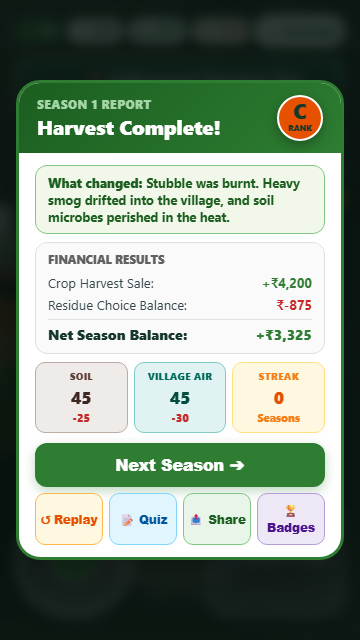 SEASON 1 REPORT
Harvest Complete!
C
RANK
What changed: Stubble was burnt. Heavy
smog drifted into the village, and soil
microbes perished in the heat.
FINANCIAL RESULTS
Crop Harvest Sale: +₹4,200
Residue Choice Balance: ₹-875
Net Season Balance: +₹3,325
SOIL
45
-25
VILLAGE AIR
45
-30
STREAK
0
Seasons
Next Season ➔
↺ Replay
📝 Quiz
📤 Share
🏆
Badges